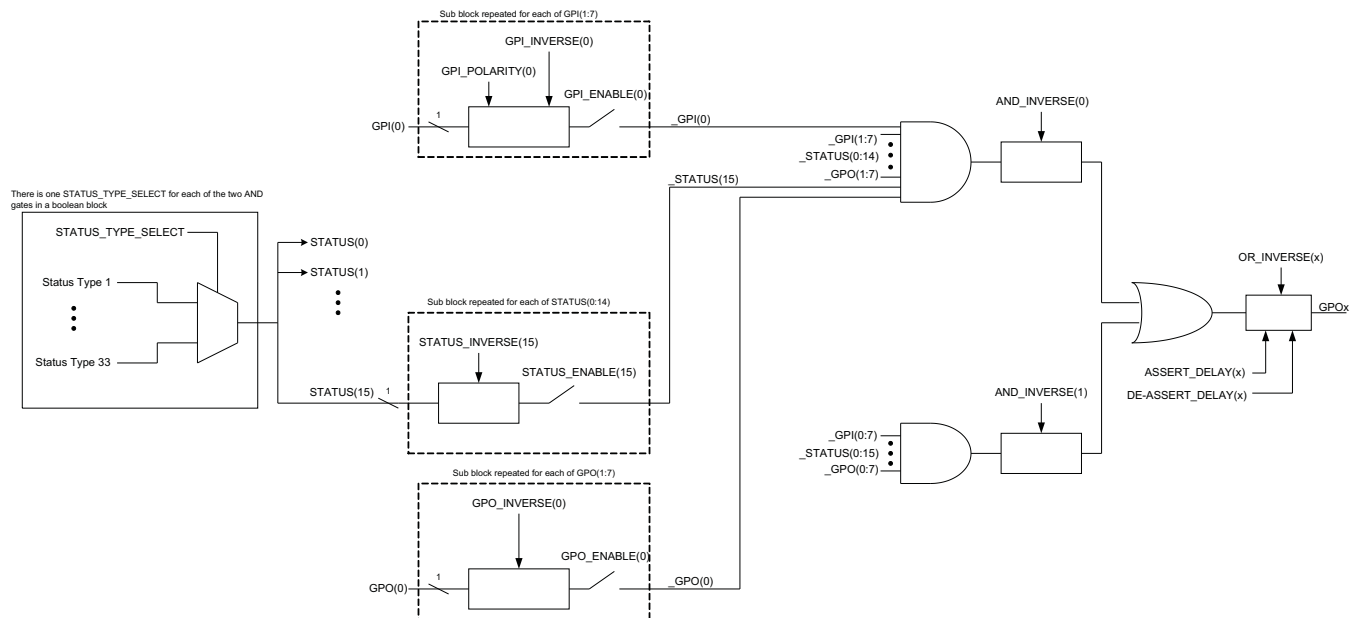 Sub block repeated for each of GPI(1:7)
GPI_INVERSE(0)
GPI_POLARITY(0)
GPI_ENABLE(0)
GPI(0)
1
_GPI(0)
_GPI(1:7)
_STATUS(0:14)
_GPO(1:7)
_STATUS(15)
AND_INVERSE(0)
There is one STATUS_TYPE_SELECT for each of the two AND
gates in a boolean block
STATUS_TYPE_SELECT
Status Type 1
Status Type 33
STATUS(0)
STATUS(1)
STATUS(15)
1
Sub block repeated for each of STATUS(0:14)
STATUS_INVERSE(15)
STATUS_ENABLE(15)
OR_INVERSE(x)
GPOx
ASSERT_DELAY(x)
DE-ASSERT_DELAY(x)
AND_INVERSE(1)
_GPI(0:7)
_STATUS(0:15)
_GPO(0:7)
Sub block repeated for each of GPO(1:7)
GPO_INVERSE(0)
GPO_ENABLE(0)
GPO(0)
1
_GPO(0)